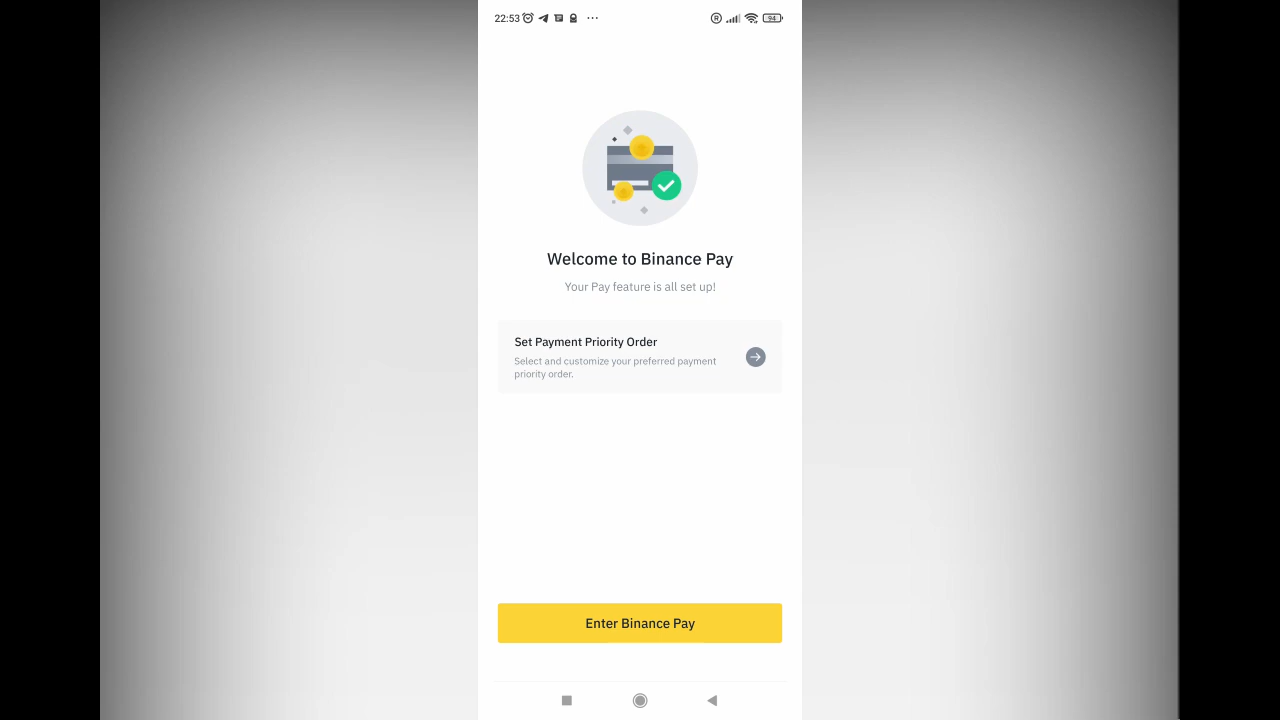 22:53
94
Welcome to Binance Pay
Your Pay feature is all set up!
Set Payment Priority Order
Select and customize your preferred payment
priority order.
Enter Binance Pay